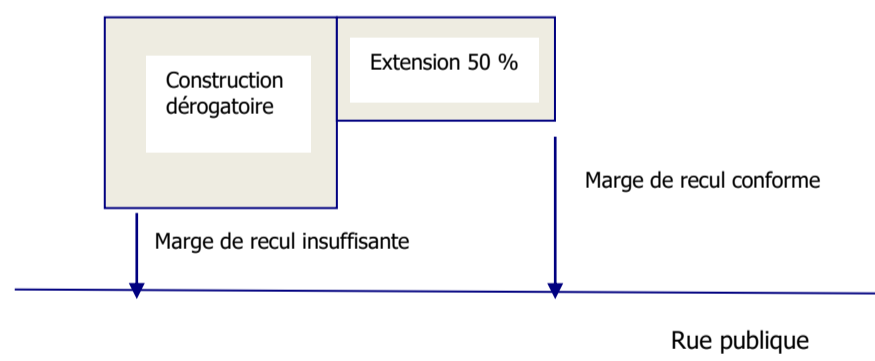 Construction
dérogatoire
Extension 50 %
Marge de recul conforme
Marge de recul insuffisante
Rue publique